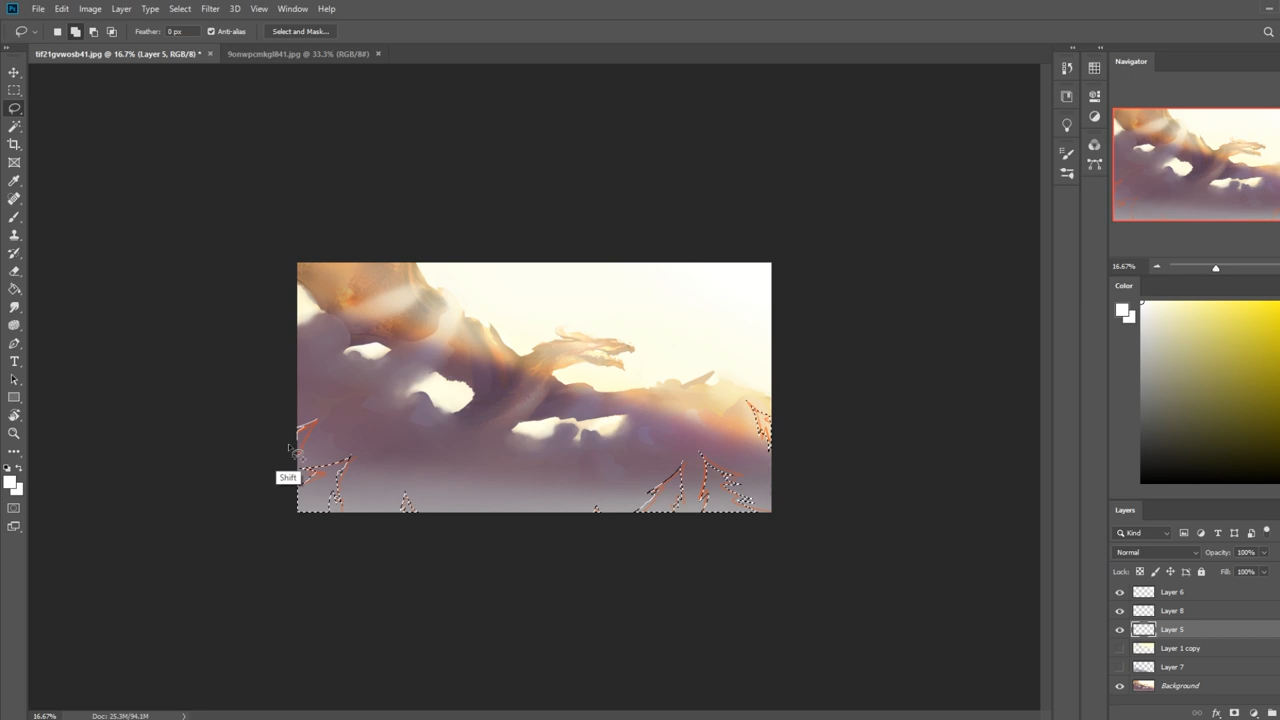 Ps File Edit Image Layer Type Select Filter 3D View Window Help
Feather: 0 px Anti-alias Select and Mask...
tif21gvwosb41.jpg @ 16.7% (Layer 5, RGB/8) * × 9onwpcmkgl841.jpg @ 33.3% (RGB/8#) ×
Navigator
16.67%
Color
Shift
Layers
Kind
Normal Opacity: 100%
Lock: Fill: 100%
Layer 6
Layer 8
Layer 5
Layer 1 copy
Layer 7
Background
16.67% Doc: 25.3M/94.1M